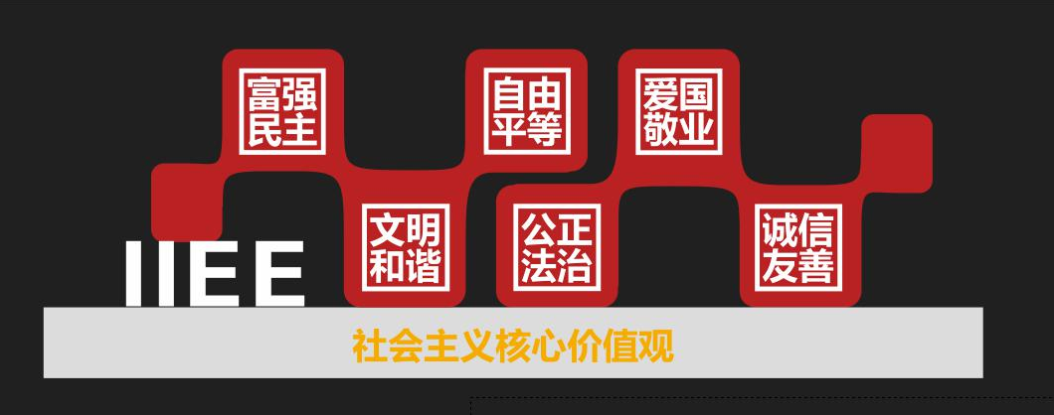 富强
民主
自由
平等
爱国
敬业
文明
和谐
公正
法治
诚信
友善
IIEE
社会主义核心价值观